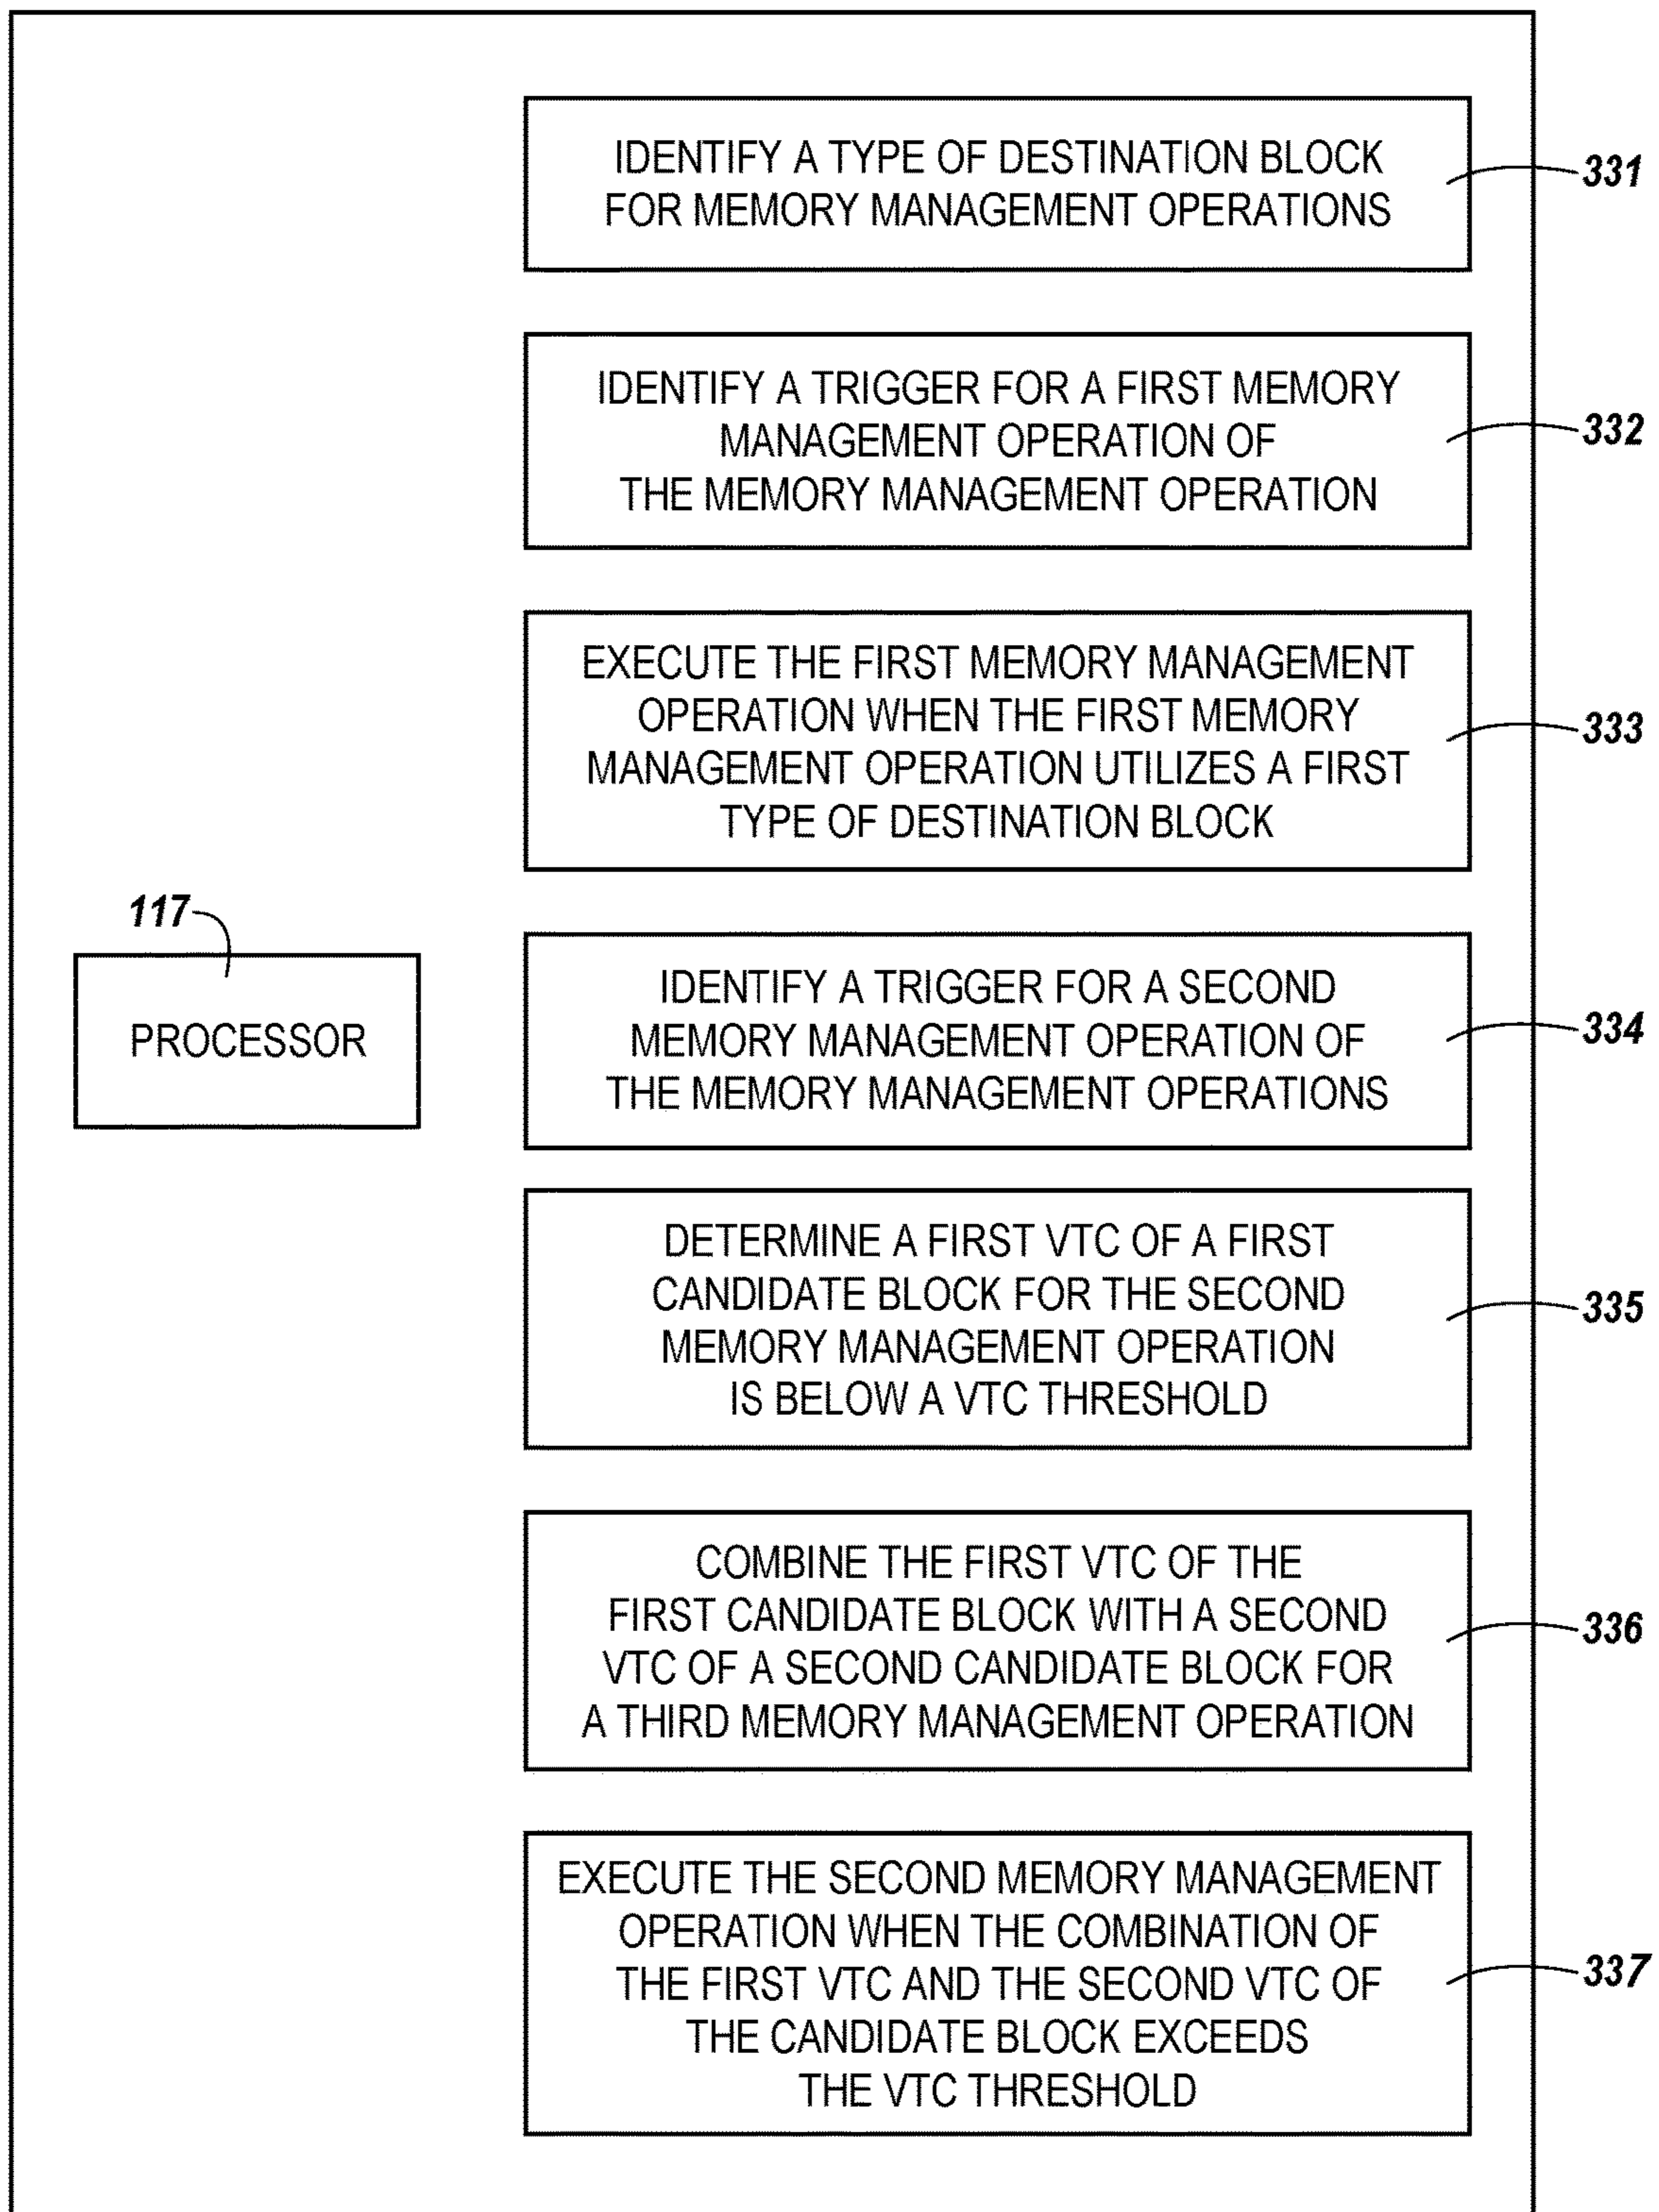 IDENTIFY A TYPE OF DESTINATION BLOCK
FOR MEMORY MANAGEMENT OPERATIONS
331
IDENTIFY A TRIGGER FOR A FIRST MEMORY
MANAGEMENT OPERATION OF
THE MEMORY MANAGEMENT OPERATION
332
EXECUTE THE FIRST MEMORY MANAGEMENT
OPERATION WHEN THE FIRST MEMORY
MANAGEMENT OPERATION UTILIZES A FIRST
TYPE OF DESTINATION BLOCK
333
117
PROCESSOR
IDENTIFY A TRIGGER FOR A SECOND
MEMORY MANAGEMENT OPERATION OF
THE MEMORY MANAGEMENT OPERATIONS
334
DETERMINE A FIRST VTC OF A FIRST
CANDIDATE BLOCK FOR THE SECOND
MEMORY MANAGEMENT OPERATION
IS BELOW A VTC THRESHOLD
335
COMBINE THE FIRST VTC OF THE
FIRST CANDIDATE BLOCK WITH A SECOND
VTC OF A SECOND CANDIDATE BLOCK FOR
A THIRD MEMORY MANAGEMENT OPERATION
336
EXECUTE THE SECOND MEMORY MANAGEMENT
OPERATION WHEN THE COMBINATION OF
THE FIRST VTC AND THE SECOND VTC OF
THE CANDIDATE BLOCK EXCEEDS
THE VTC THRESHOLD
337